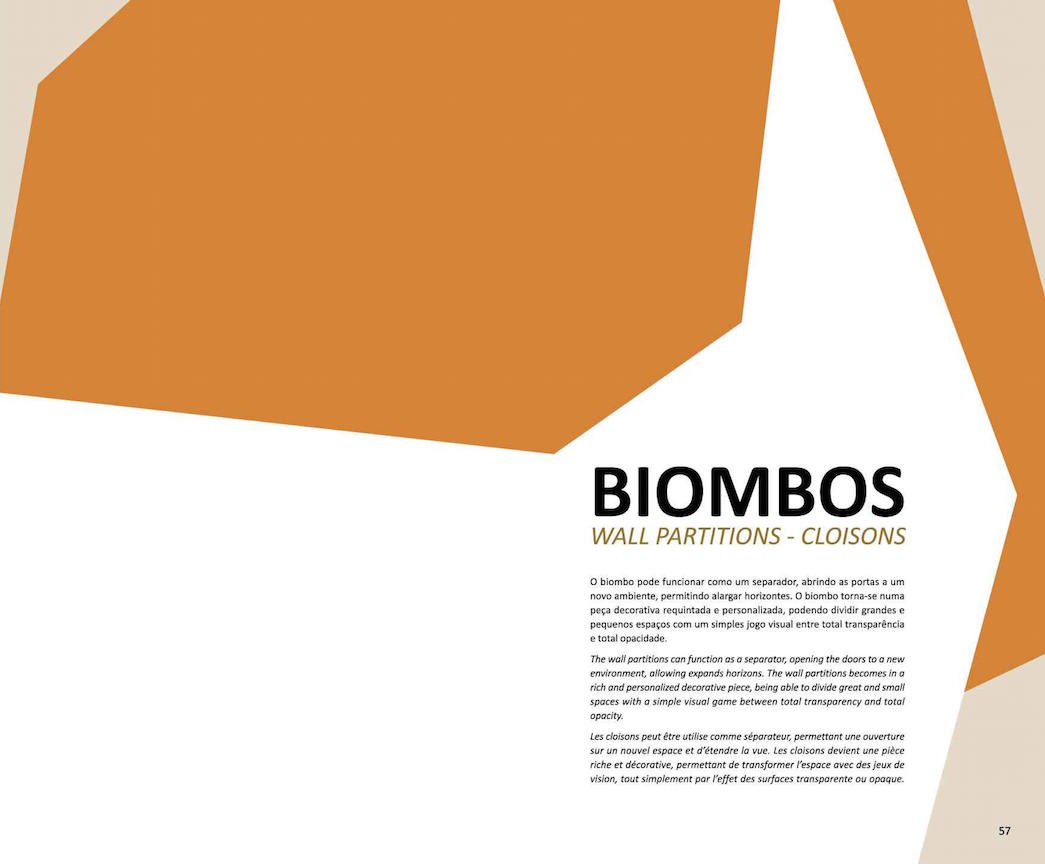 BIOMBOS
WALL PARTITIONS - CLOISONS
O biombo pode funcionar como um separador, abrindo as portas a um
novo ambiente, permitindo alargar horizontes. O biombo torna-se numa
peça decorativa requintada e personalizada, podendo dividir grandes e
pequenos espaços com um simples jogo visual entre total transparência
e total opacidade.
The wall partitions can function as a separator, opening the doors to a new
environment, allowing expands horizons. The wall partitions becomes in a
rich and personalized decorative piece, being able to divide great and small
spaces with a simple visual game between total transparency and total
opacity.
Les cloisons peut être utilise comme séparateur, permettant une ouverture
sur un nouvel espace et d’étendre la vue. Les cloisons devient une pièce
riche et décorative, permettant de transformer l’espace avec des jeux de
vision, tout simplement par l’effet des surfaces transparente ou opaque.
57